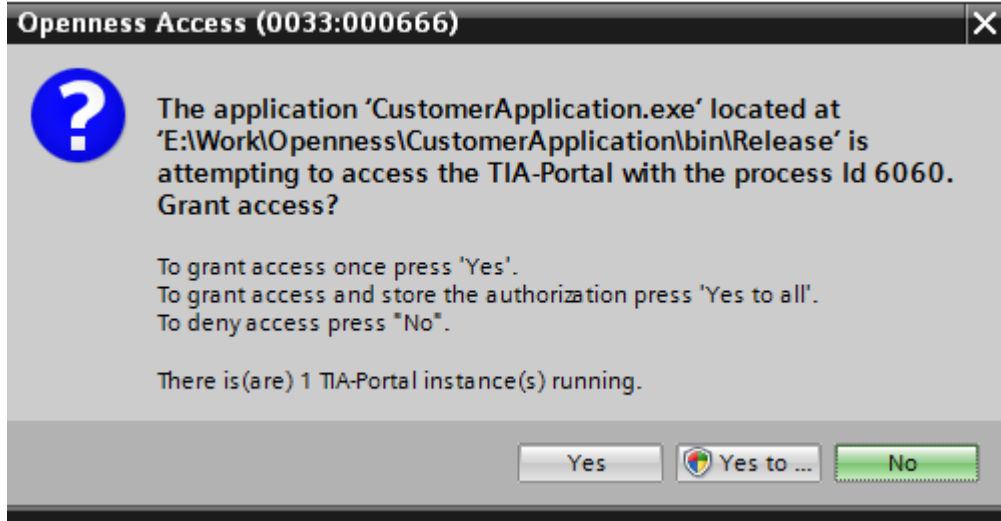 Openness Access (0033:000666)
The application ‘CustomerApplication.exe’ located at
‘E:\Work\Openness\CustomerApplication\bin\Release’ is
attempting to access the TIA-Portal with the process Id 6060.
Grant access?
To grant access once press 'Yes'.
To grant access and store the authorization press 'Yes to all'.
To deny access press "No".
There is(are) 1 TIA-Portal instance(s) running.
Yes
Yes to ...
No